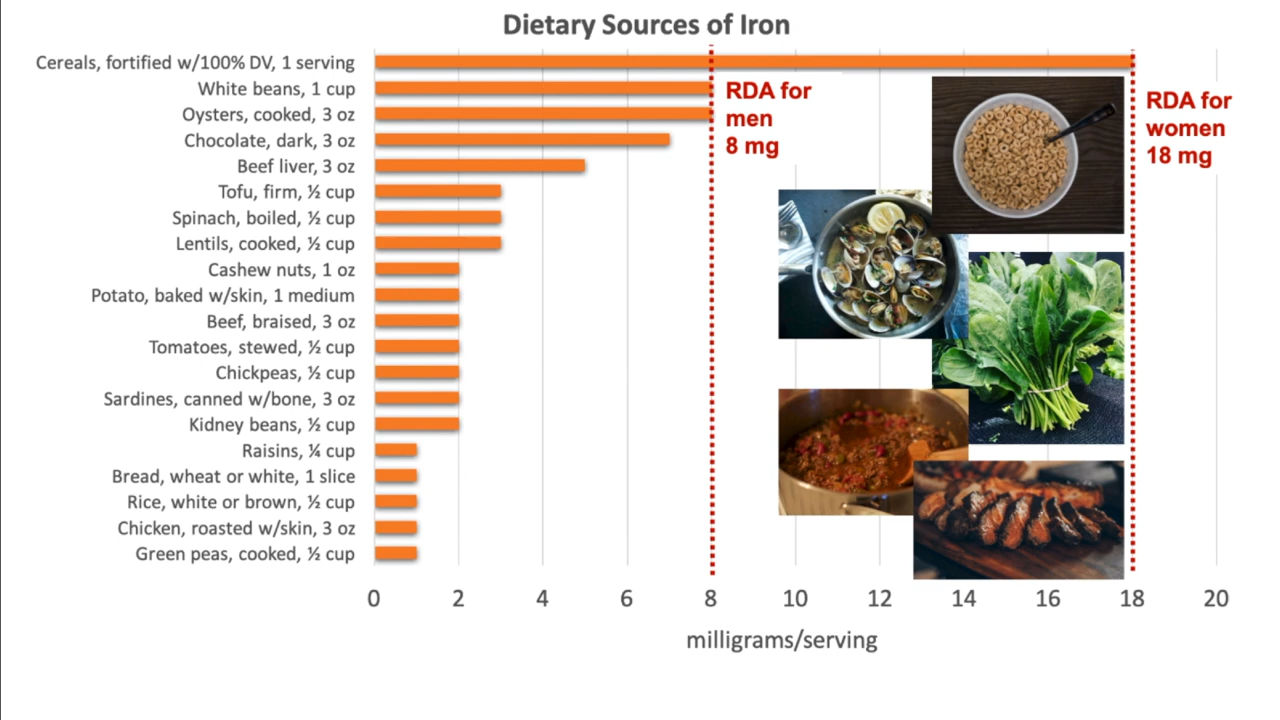 Dietary Sources of Iron
Cereals, fortified w/100% DV, 1 serving
White beans, 1 cup
Oysters, cooked, 3 oz
Chocolate, dark, 3 oz
Beef liver, 3 oz
Tofu, firm, ½ cup
Spinach, boiled, ½ cup
Lentils, cooked, ½ cup
Cashew nuts, 1 oz
Potato, baked w/skin, 1 medium
Beef, braised, 3 oz
Tomatoes, stewed, ½ cup
Chickpeas, ½ cup
Sardines, canned w/bone, 3 oz
Kidney beans, ½ cup
Raisins, ¼ cup
Bread, wheat or white, 1 slice
Rice, white or brown, ½ cup
Chicken, roasted w/skin, 3 oz
Green peas, cooked, ½ cup
RDA for
men
8 mg
RDA for
women
18 mg
0 2 4 6 8 10 12 14 16 18 20
milligrams/serving